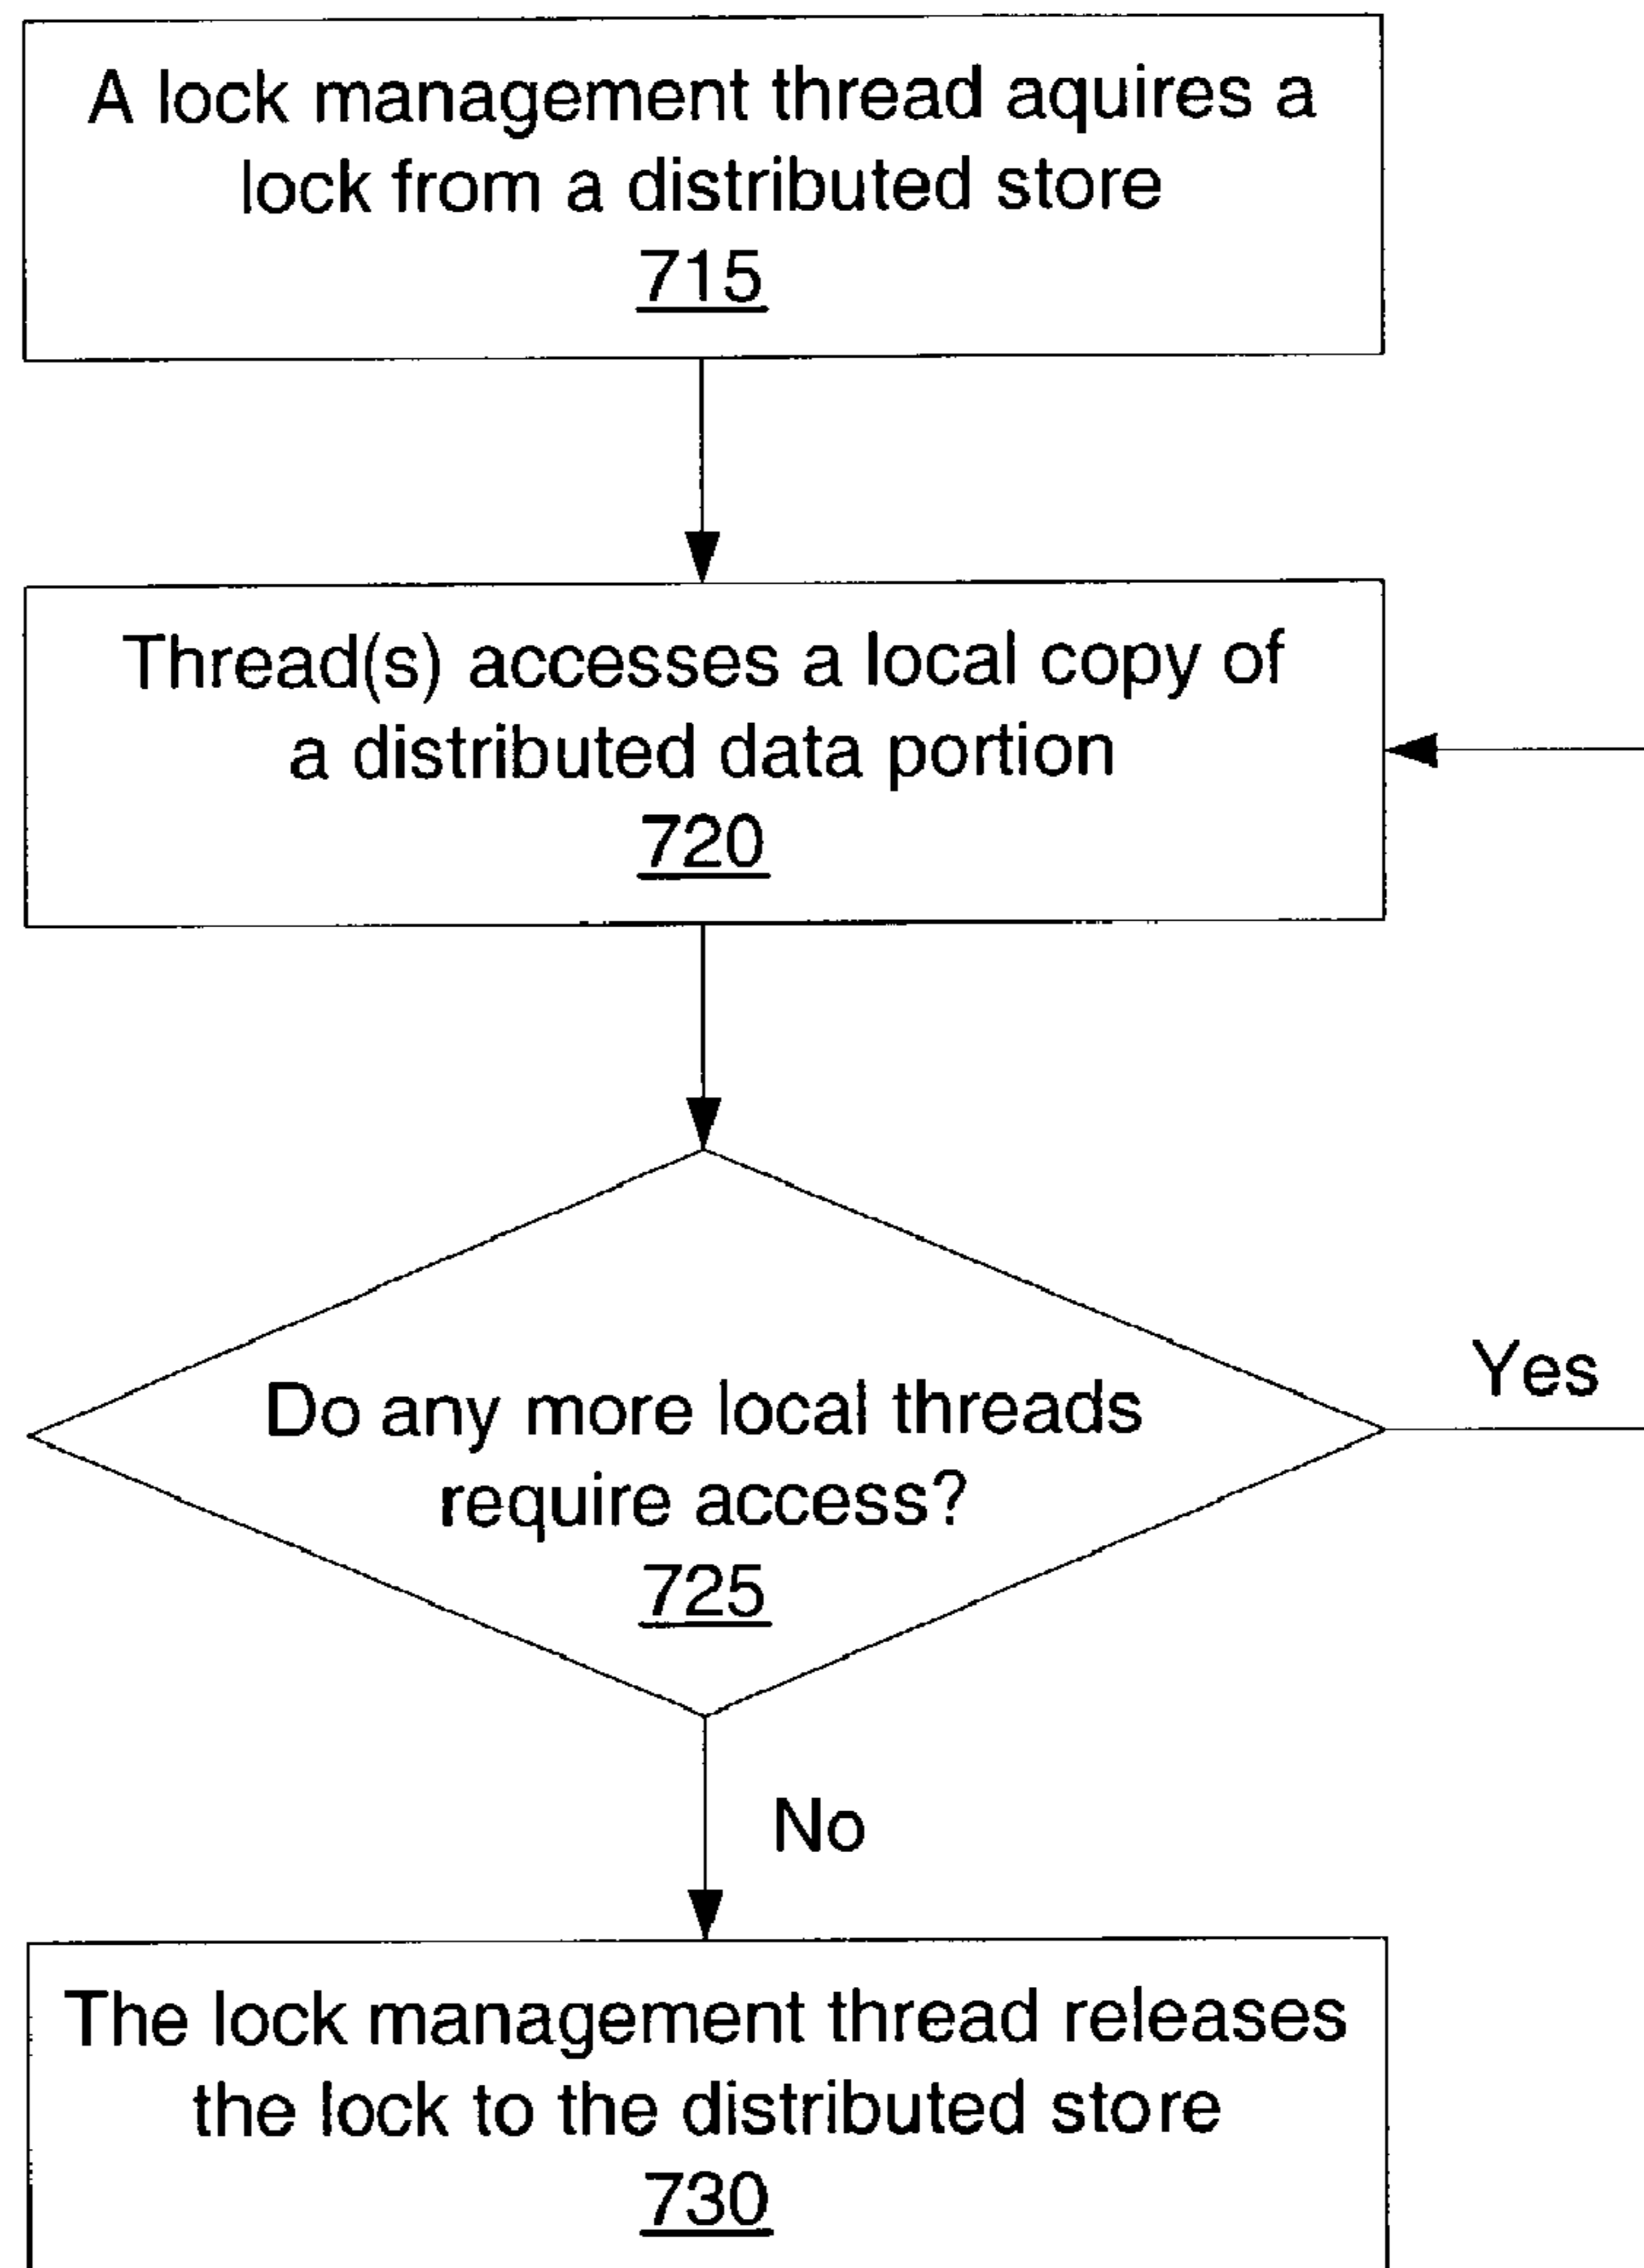 A lock management thread aquires a
lock from a distributed store
715
Thread(s) accesses a local copy of
a distributed data portion
720
Do any more local threads
require access?
725
Yes
No
The lock management thread releases
the lock to the distributed store
730